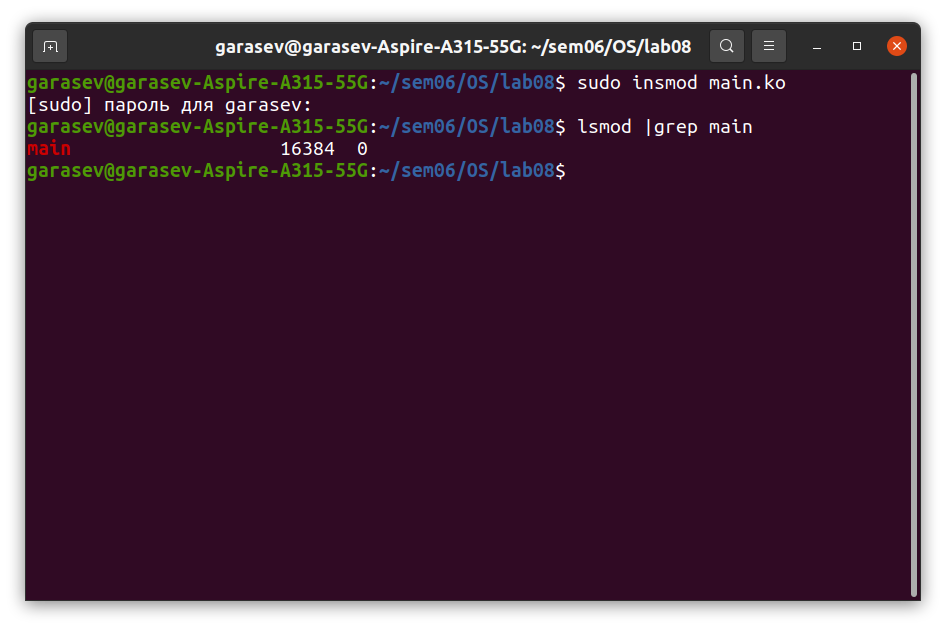 garasev@garasev-Aspire-A315-55G: ~/sem06/OS/lab08
garasev@garasev-Aspire-A315-55G:~/sem06/OS/lab08$ sudo insmod main.ko
[sudo] пароль для garasev:
garasev@garasev-Aspire-A315-55G:~/sem06/OS/lab08$ lsmod |grep main
main                   16384  0
garasev@garasev-Aspire-A315-55G:~/sem06/OS/lab08$